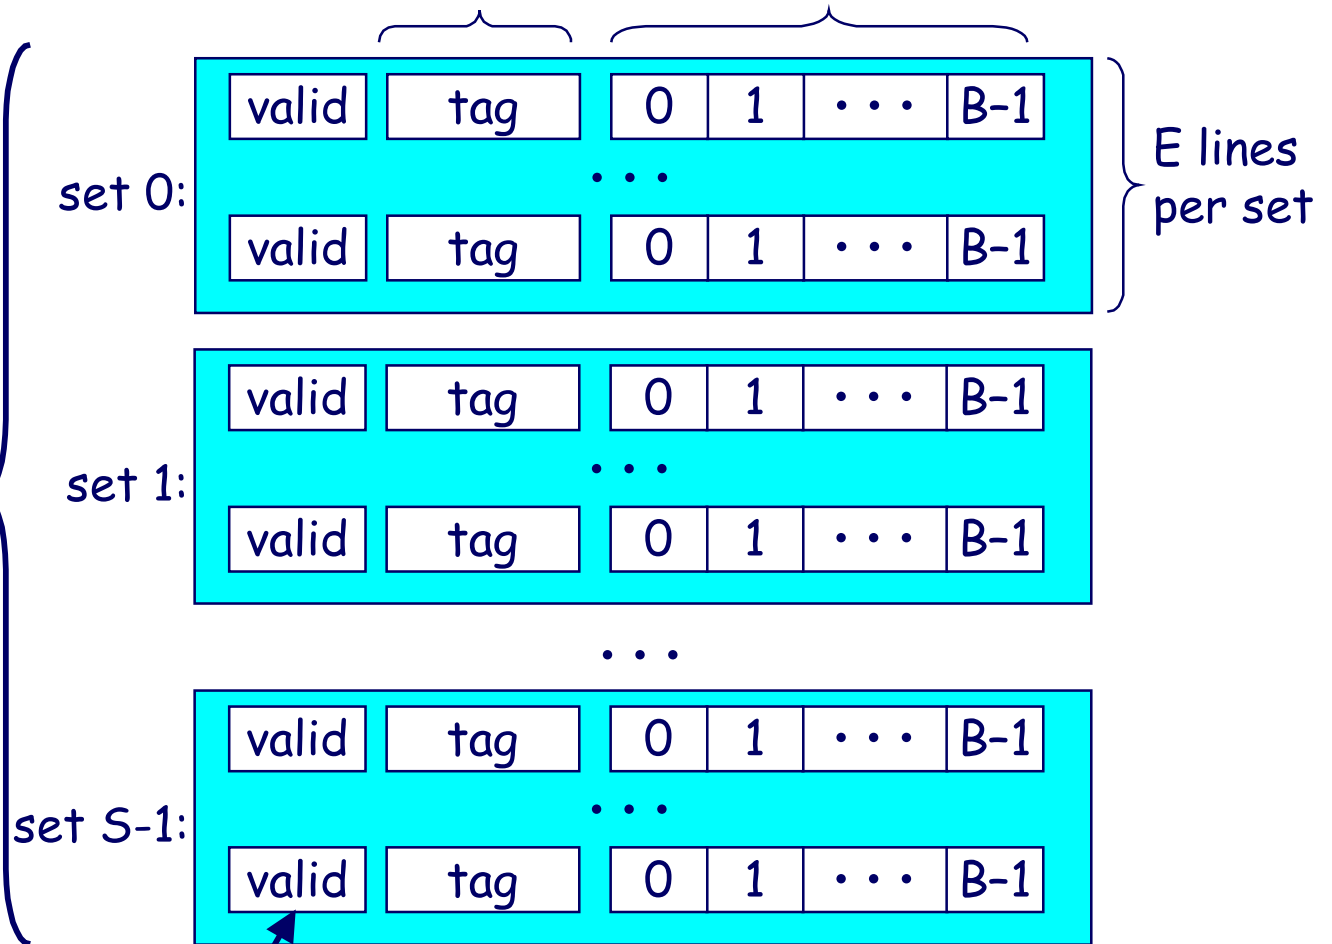 valid tag 0 1 • • • B-1
E lines
• • •
set 0:
per set
valid tag 0 1 • • • B-1
valid tag 0 1 • • • B-1
• • •
set 1:
valid tag 0 1 • • • B-1
• • •
valid tag 0 1 • • • B-1
• • •
set S-1:
valid tag 0 1 • • • B-1